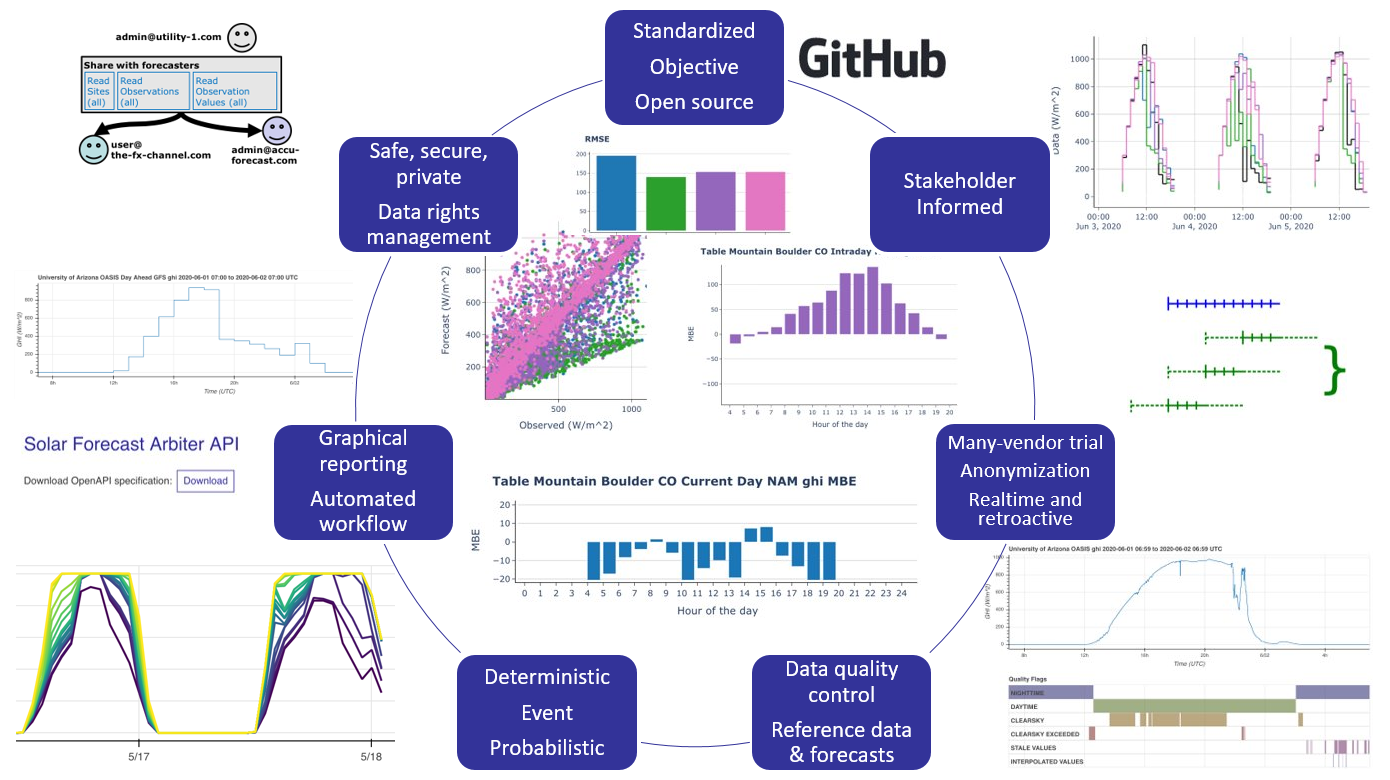 Standardized
Objective
Open source
GitHub
admin@utility-1.com
Share with forecasters
Read
Sites
(all)
Read
Observations
(all)
Read
Observation
Values (all)
user@
the-fx-channel.com
admin@accu-
forecast.com
Safe, secure,
private
Data rights
management
RMSE
200
150
100
50
0
Stakeholder
Informed
Data (W/m^2)
1000
800
600
400
200
0
00:00
12:00
00:00
12:00
00:00
12:00
Jun 3, 2020
Jun 4, 2020
Jun 5, 2020
Forecast (W/m^2)
800
600
400
200
500
1000
Observed (W/m^2)
Table Mountain Boulder CO Intraday
MBE
100
50
0
−50
−100
4 5 6 7 8 9 10 11 12 13 14 15 16 17 18 19 20
Hour of the day
University of Arizona OASIS Day Ahead GFS ghi 2020-06-01 07:00 to 2020-06-02 07:00 UTC
GHI (W/m^2)
800
600
400
200
0
8h
12h
16h
20h
6/02
Time (UTC)
}
Solar Forecast Arbiter API
Download OpenAPI specification:
Download
Graphical
reporting
Automated
workflow
Many-vendor trial
Anonymization
Realtime and
retroactive
Table Mountain Boulder CO Current Day NAM ghi MBE
MBE
20
10
0
−10
−20
0 1 2 3 4 5 6 7 8 9 10 11 12 13 14 15 16 17 18 19 20 21 22 23 24
Hour of the day
5/17
5/18
Deterministic
Event
Probabilistic
Data quality
control
Reference data
& forecasts
University of Arizona OASIS ghi 2020-06-01 06:59 to 2020-06-02 06:59 UTC
GHI (W/m^2)
1000
800
600
400
200
0
8h
12h
16h
20h
6/02
4h
Time (UTC)
Quality Flags
NIGHTTIME
DAYTIME
CLEARSKY
CLEARSKY EXCEEDED
STALE VALUES
INTERPOLATED VALUES